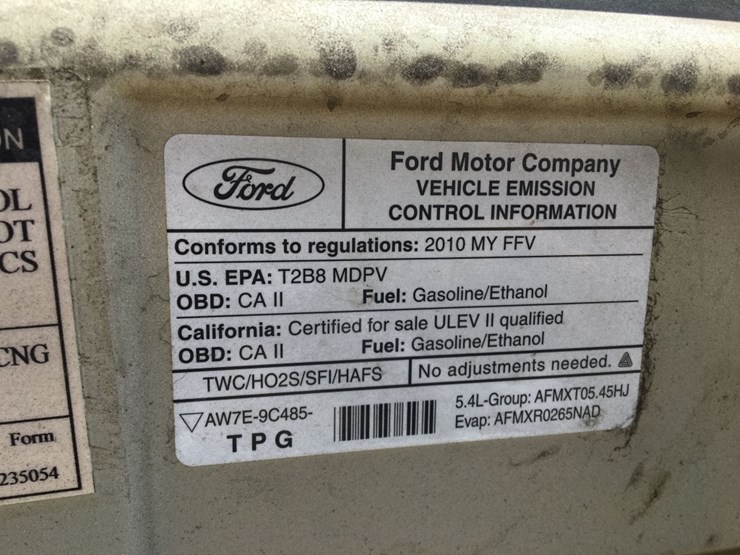 ON
OL
OT
CS
CNG
Form
235054
Ford
Ford Motor Company
VEHICLE EMISSION
CONTROL INFORMATION
Conforms to regulations: 2010 MY FFV
U.S. EPA: T2B8 MDPV
OBD: CA II Fuel: Gasoline/Ethanol
California: Certified for sale ULEV II qualified
OBD: CA II Fuel: Gasoline/Ethanol
TWC/HO2S/SFI/HAFS No adjustments needed.
AW7E-9C485-
TPG
5.4L-Group: AFMXT05.45HJ
Evap: AFMXR0265NAD